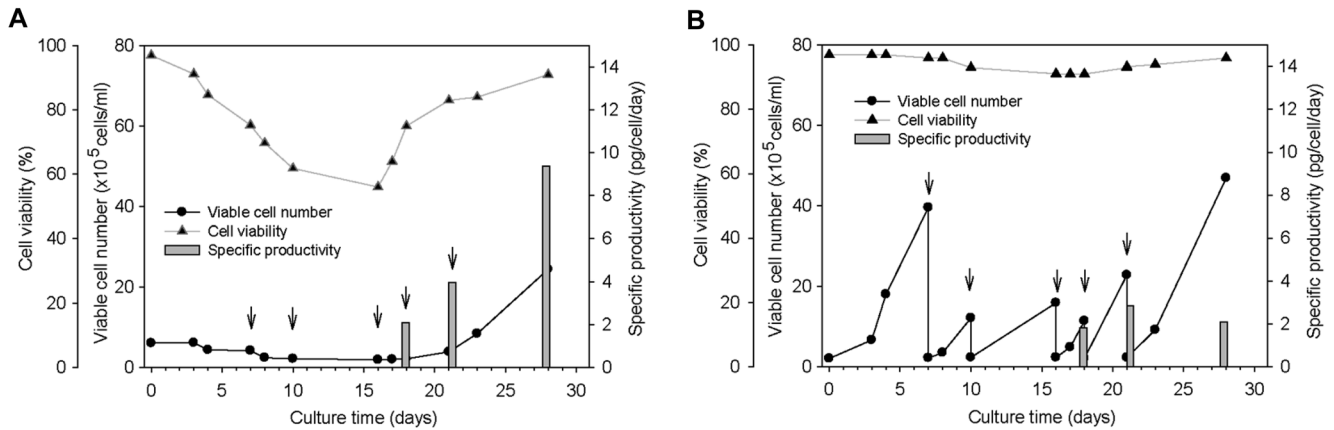 A
Cell viability (%)
100
80
60
40
20
0
Viable cell number (x10⁵cells/ml)
80
60
40
20
0
Viable cell number
Cell viability
Specific productivity
14
12
10
8
6
4
2
0
Specific productivity (pg/cell/day)
0 5 10 15 20 25 30
Culture time (days)
B
Cell viability (%)
100
80
60
40
20
0
Viable cell number (x10⁵cells/ml)
80
60
40
20
0
Viable cell number
Cell viability
Specific productivity
14
12
10
8
6
4
2
0
Specific productivity (pg/cell/day)
0 5 10 15 20 25 30
Culture time (days)